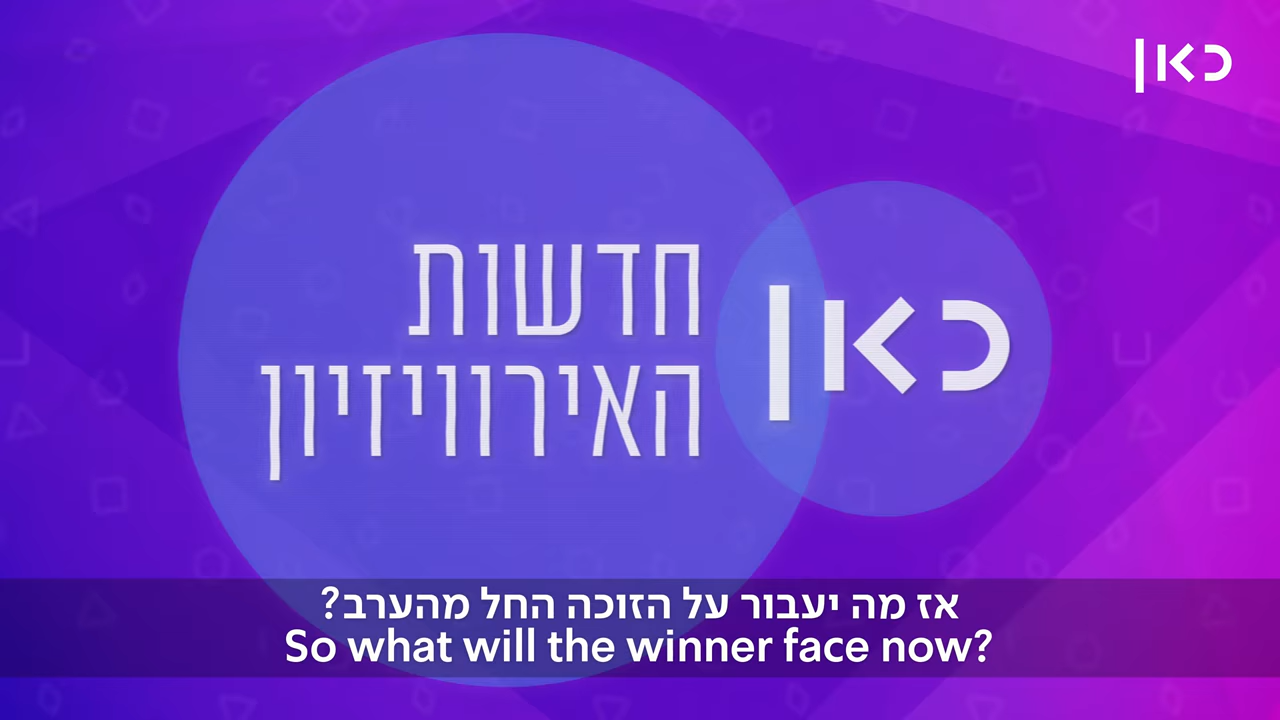 כאן
חדשות
האירוויזיון
כאן
אז מה יעבור על הזוכה החל מהערב?
So what will the winner face now?